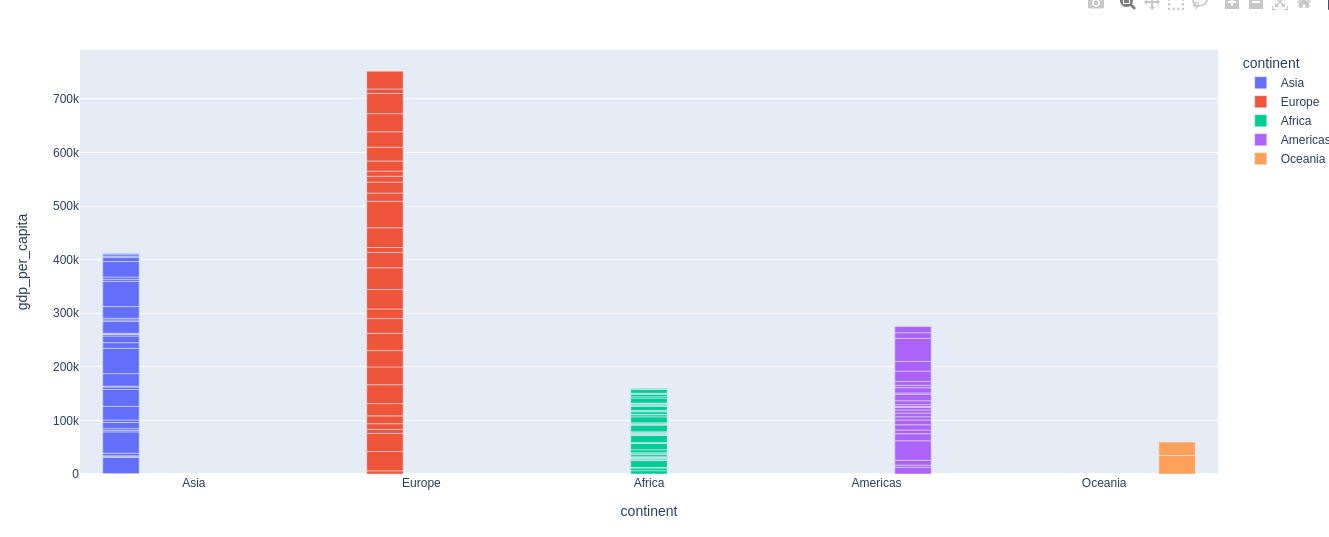 continent
Asia
Europe
Africa
Americas
Oceania
gdp_per_capita
700k
600k
500k
400k
300k
200k
100k
0
Asia Europe Africa Americas Oceania
continent